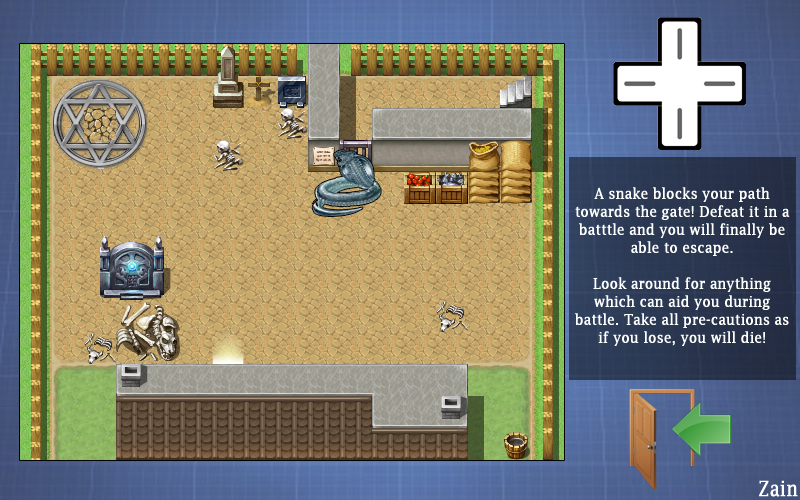 A snake blocks your path
towards the gate! Defeat it in a
batttle and you will finally be
able to escape.
Look around for anything
which can aid you during
battle. Take all pre-cautions as
if you lose, you will die!
Zain